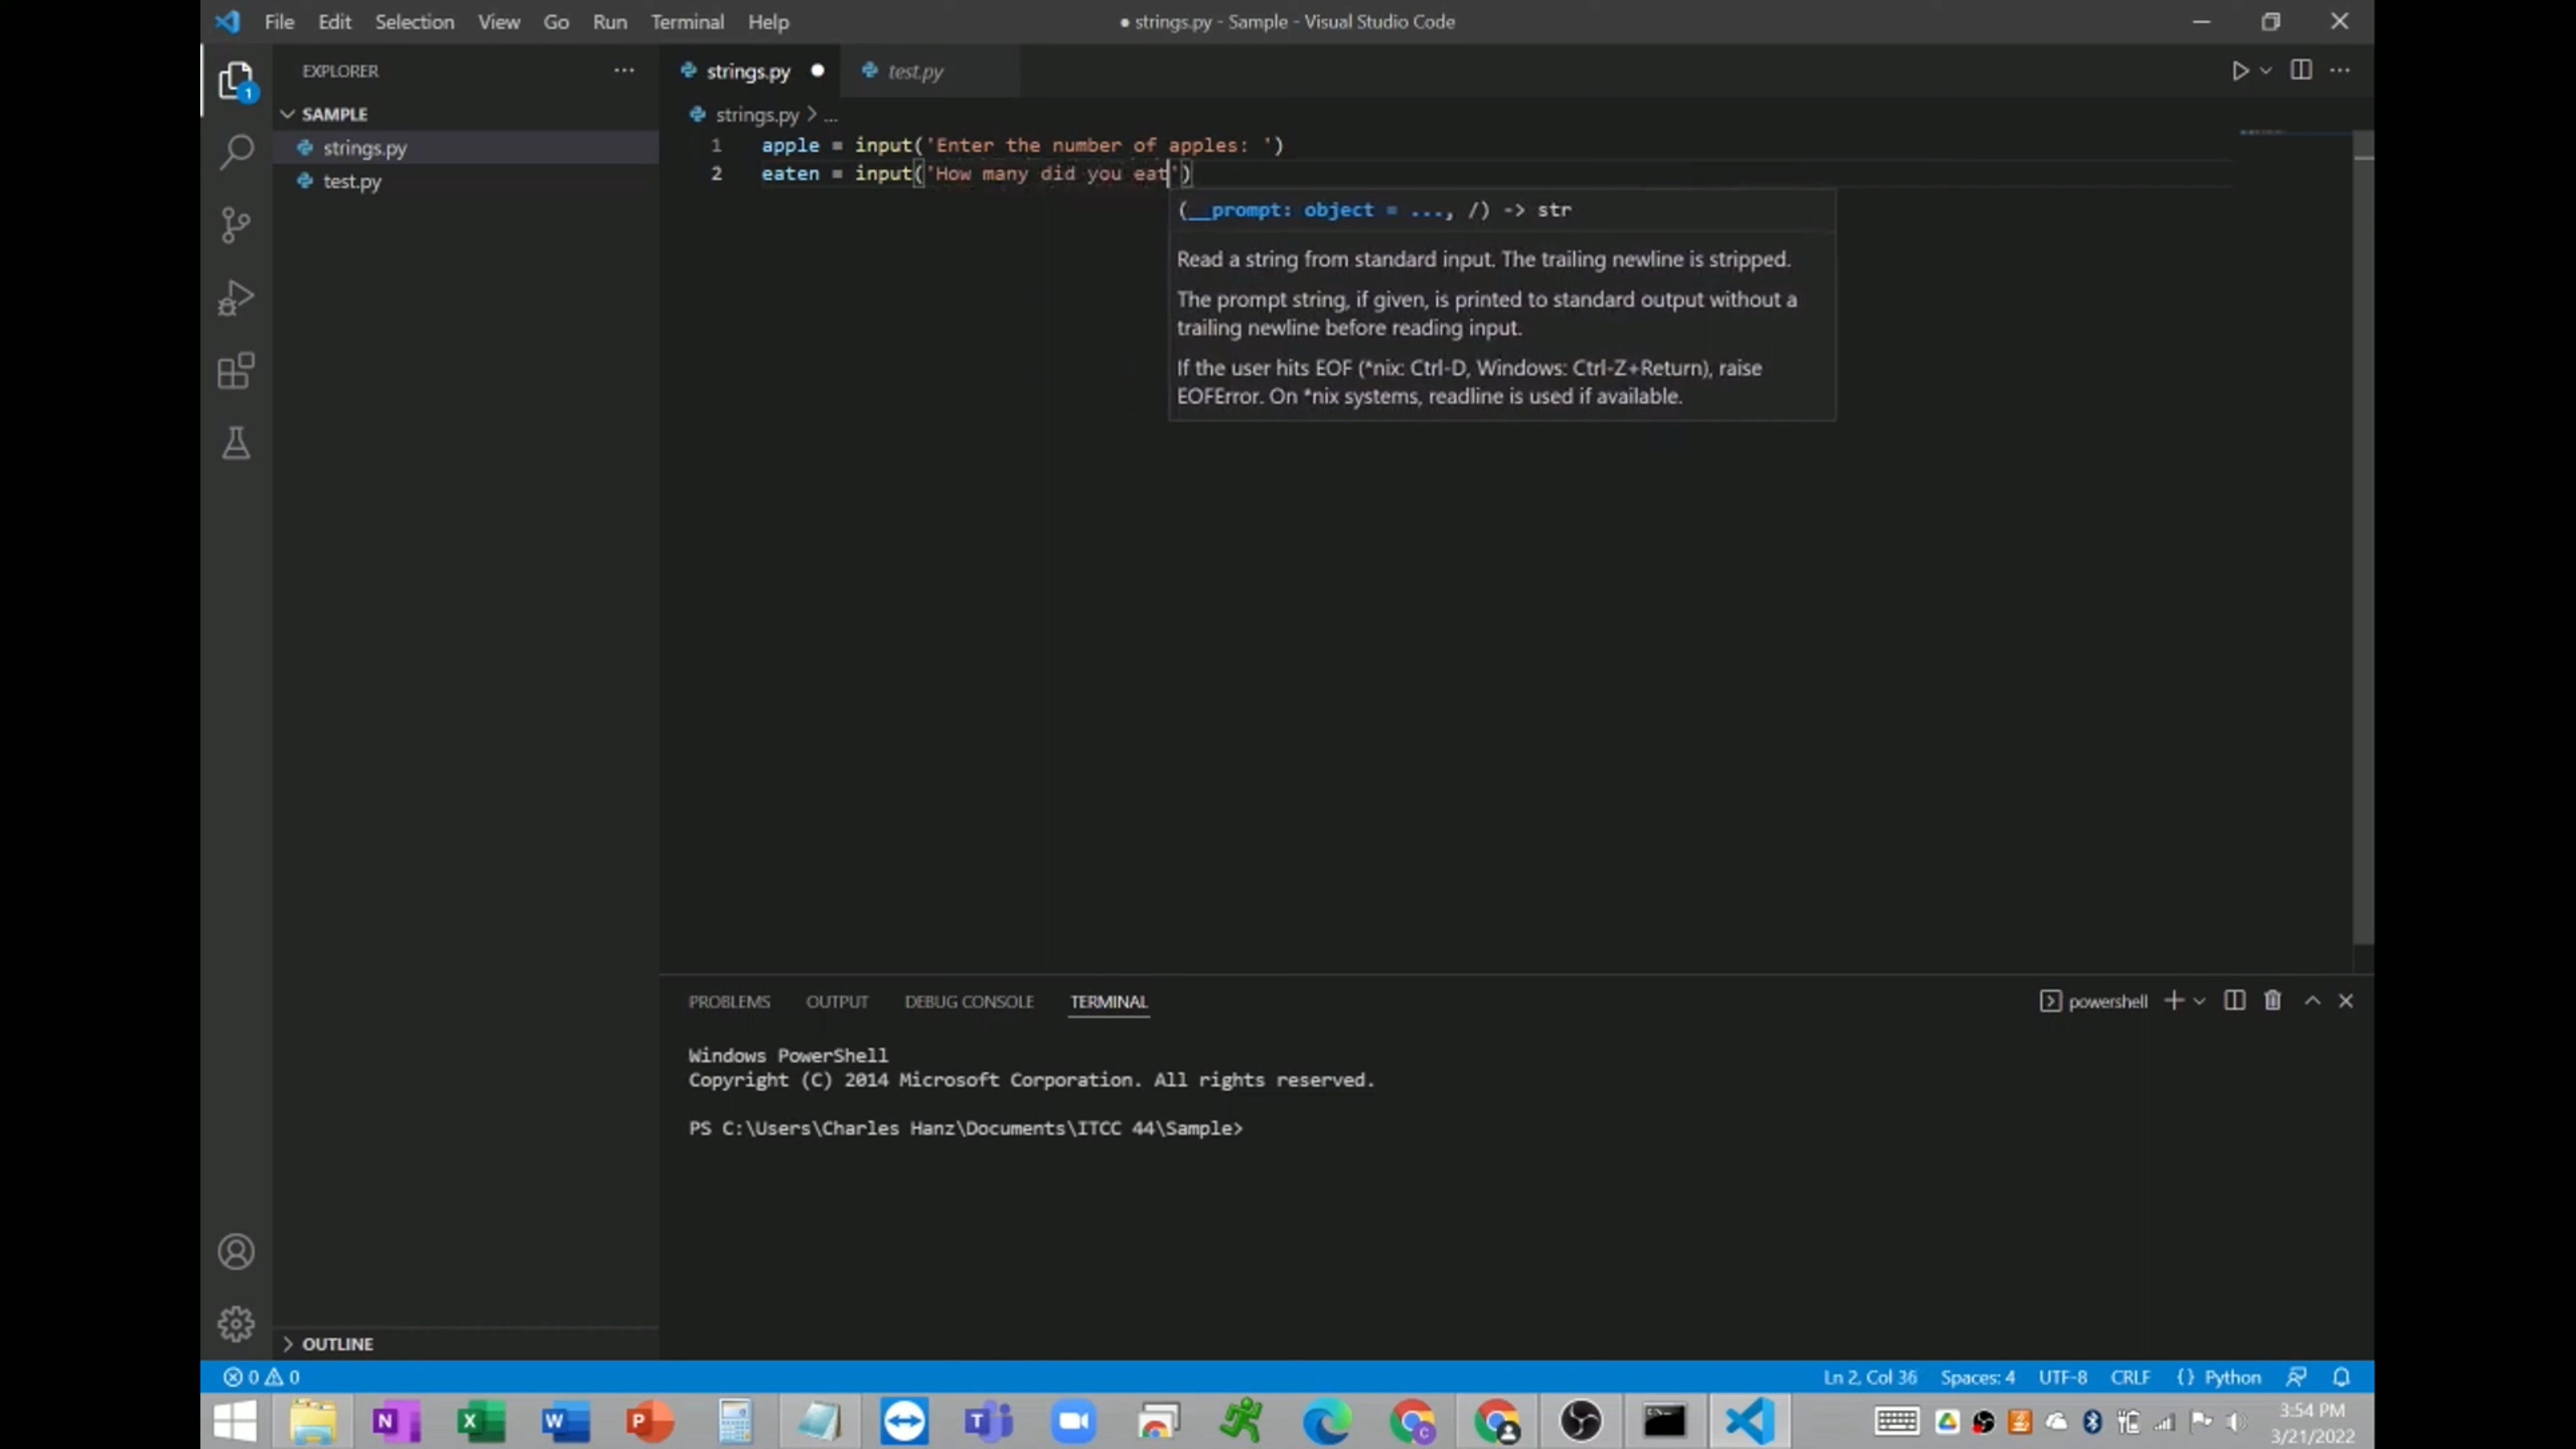 File Edit Selection View Go Run Terminal Help
● strings.py - Sample - Visual Studio Code
EXPLORER
strings.py
test.py
SAMPLE
strings.py
test.py
strings.py > ...
1 apple = input('Enter the number of apples: ')
2 eaten = input('How many did you eat')
(__prompt: object = ..., /) -> str
Read a string from standard input. The trailing newline is stripped.
The prompt string, if given, is printed to standard output without a
trailing newline before reading input.
If the user hits EOF (*nix: Ctrl-D, Windows: Ctrl-Z+Return), raise
EOFError. On *nix systems, readline is used if available.
PROBLEMS OUTPUT DEBUG CONSOLE TERMINAL
powershell
Windows PowerShell
Copyright (C) 2014 Microsoft Corporation. All rights reserved.
PS C:\Users\Charles Hanz\Documents\ITCC 44\Sample>
OUTLINE
0 0
Ln 2, Col 36 Spaces: 4 UTF-8 CRLF {} Python
3:54 PM
3/21/2022